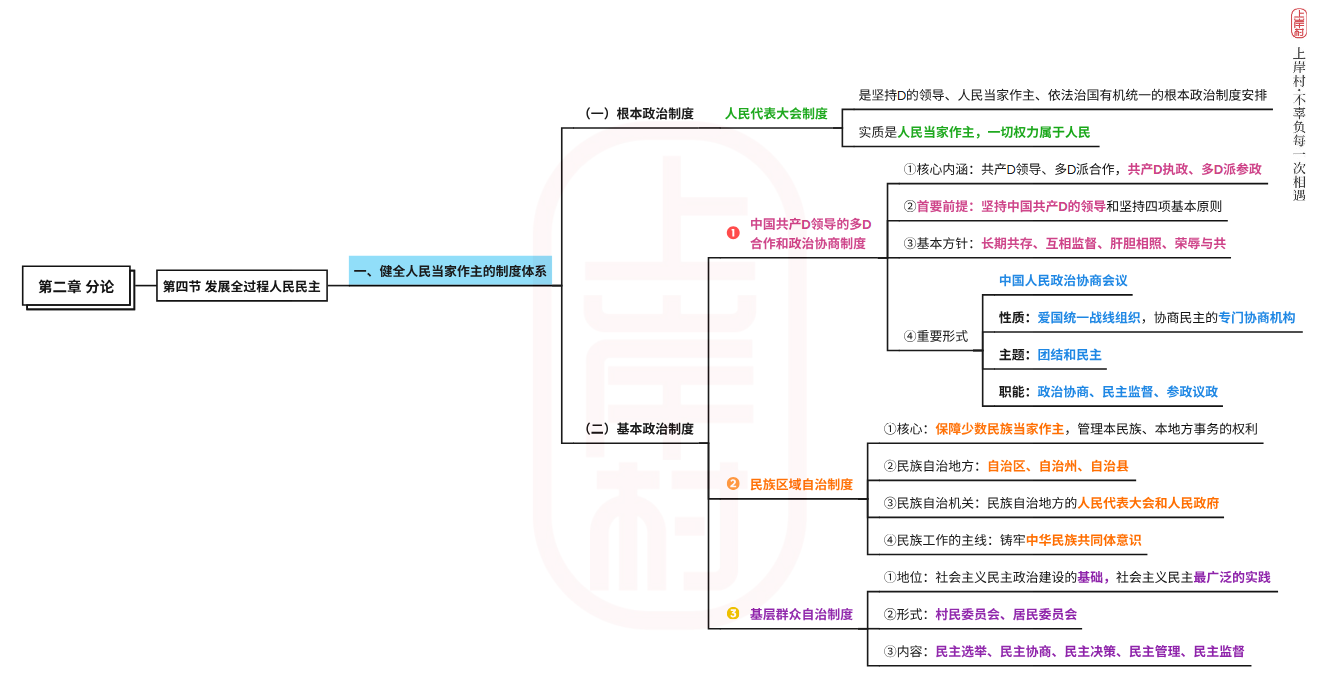 第二章 分论
第四节 发展全过程人民民主
一、健全人民当家作主的制度体系
（一）根本政治制度
人民代表大会制度
是坚持D的领导、人民当家作主、依法治国有机统一的根本政治制度安排
实质是人民当家作主，一切权力属于人民
（二）基本政治制度
❶ 中国共产D领导的多D
合作和政治协商制度
①核心内涵：共产D领导、多D派合作，共产D执政、多D派参政
②首要前提：坚持中国共产D的领导和坚持四项基本原则
③基本方针：长期共存、互相监督、肝胆相照、荣辱与共
④重要形式
中国人民政治协商会议
性质：爱国统一战线组织，协商民主的专门协商机构
主题：团结和民主
职能：政治协商、民主监督、参政议政
❷ 民族区域自治制度
①核心：保障少数民族当家作主，管理本民族、本地方事务的权利
②民族自治地方：自治区、自治州、自治县
③民族自治机关：民族自治地方的人民代表大会和人民政府
④民族工作的主线：铸牢中华民族共同体意识
❸ 基层群众自治制度
①地位：社会主义民主政治建设的基础，社会主义民主最广泛的实践
②形式：村民委员会、居民委员会
③内容：民主选举、民主协商、民主决策、民主管理、民主监督
上岸村
上岸村·不辜负每一次相遇
上岸村